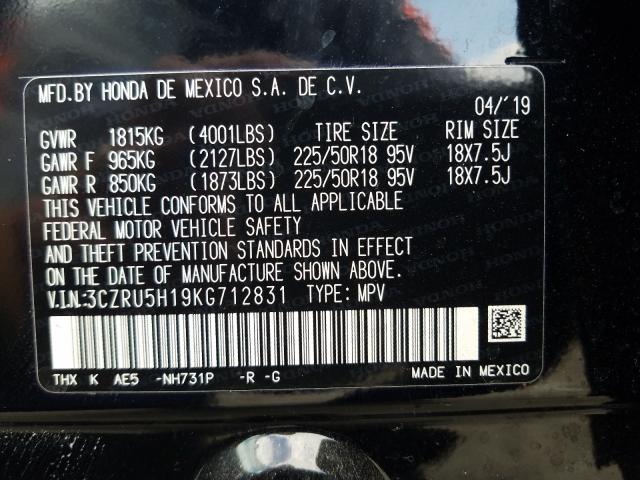 MFD.BY HONDA DE MEXICO S.A. DE C.V.
04/'19
GVWR 1815KG (4001LBS) TIRE SIZE RIM SIZE
GAWR F 965KG (2127LBS) 225/50R18 95V 18X7.5J
GAWR R 850KG (1873LBS) 225/50R18 95V 18X7.5J
THIS VEHICLE CONFORMS TO ALL APPLICABLE
FEDERAL MOTOR VEHICLE SAFETY
AND THEFT PREVENTION STANDARDS IN EFFECT
ON THE DATE OF MANUFACTURE SHOWN ABOVE.
V.I.N:3CZRU5H19KG712831 TYPE: MPV
THX K AE5 -NH731P -R -G MADE IN MEXICO